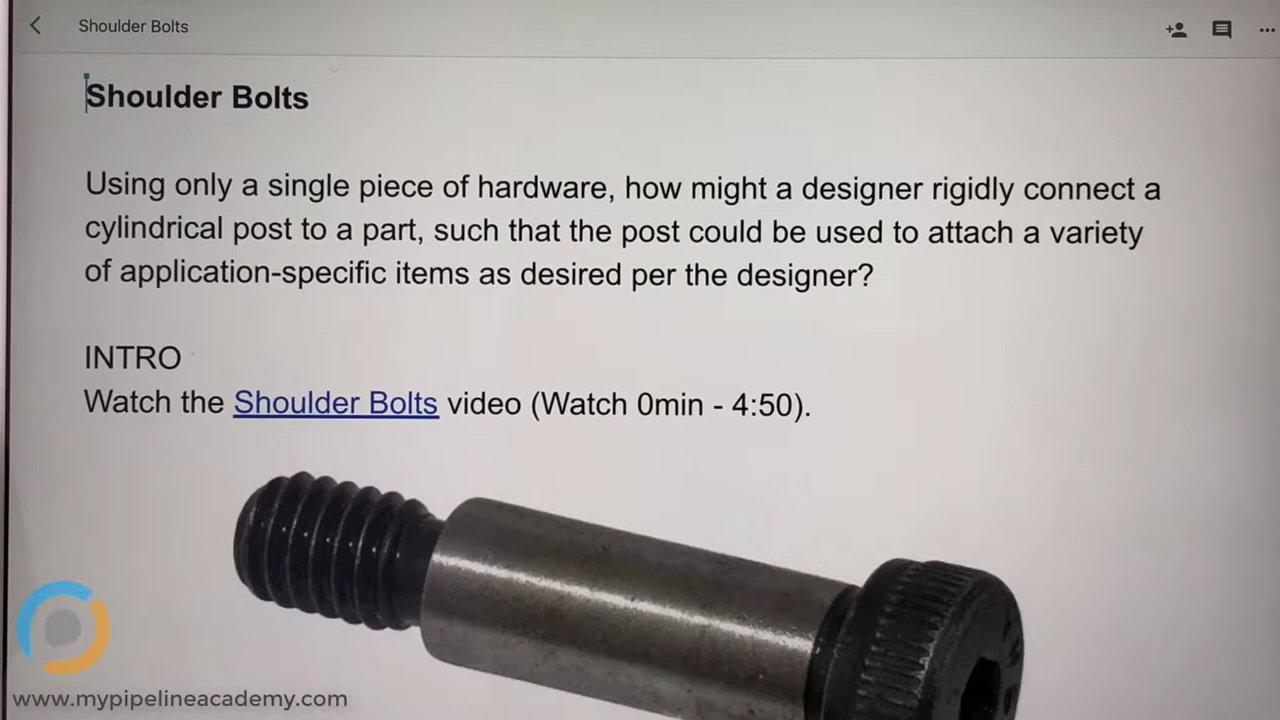 Shoulder Bolts
Shoulder Bolts
Using only a single piece of hardware, how might a designer rigidly connect a
cylindrical post to a part, such that the post could be used to attach a variety
of application-specific items as desired per the designer?
INTRO
Watch the Shoulder Bolts video (Watch 0min - 4:50).
www.mypipelineacademy.com